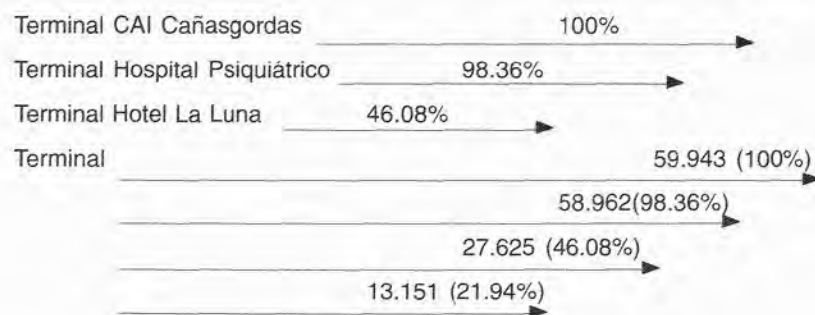 Terminal CAI Cañasgordas 100%
Terminal Hospital Psiquiátrico 98.36%
Terminal Hotel La Luna 46.08%
Terminal 59.943 (100%)
58.962(98.36%)
27.625 (46.08%)
13.151 (21.94%)